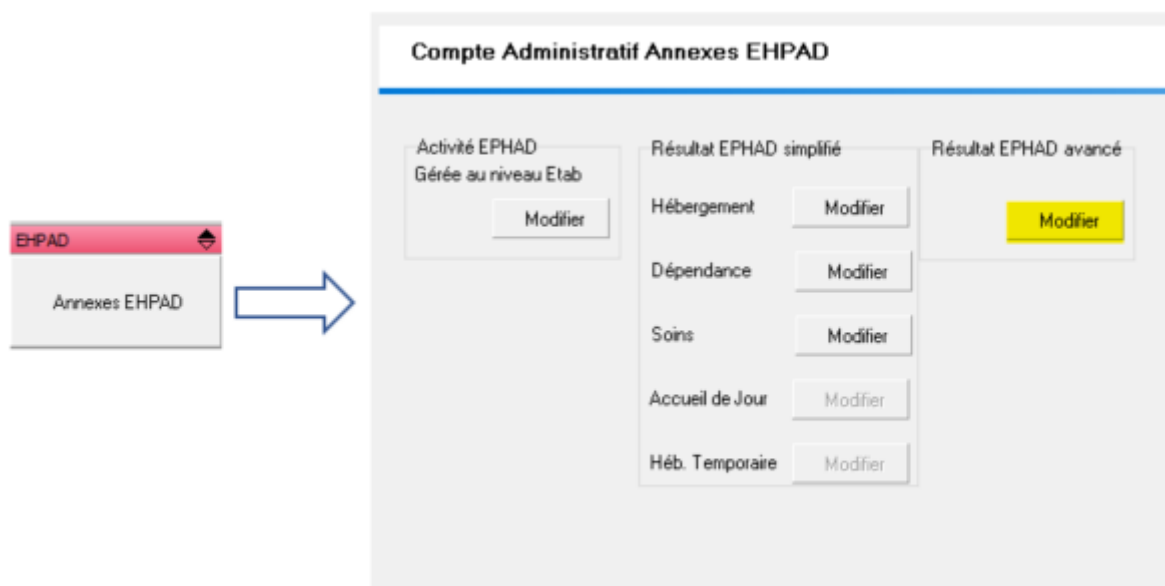 Compte Administratif Annexes EHPAD
Activité EPHAD
Gérée au niveau Etab
Modifier
Résultat EPHAD simplifié
Hébergement Modifier
Dépendance Modifier
Soins Modifier
Accueil de Jour Modifier
Héb. Temporaire Modifier
Résultat EPHAD avancé
Modifier
EHPAD
Annexes EHPAD